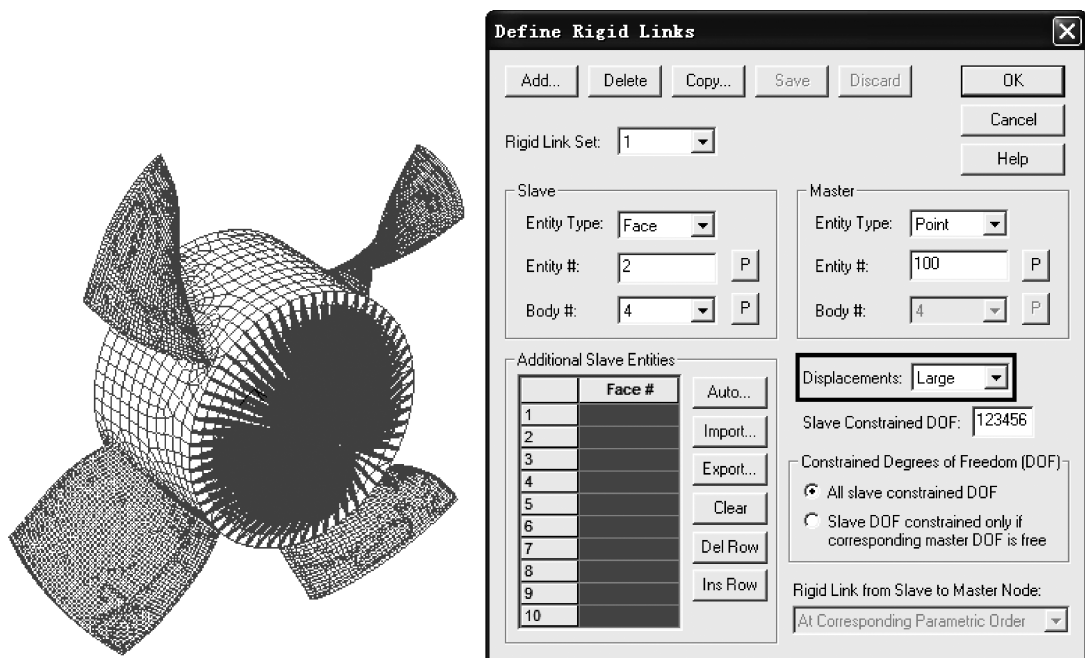 Define Rigid Links
Add... Delete Copy... Save Discard OK
Cancel
Help
Rigid Link Set: 1
Slave
Entity Type: Face
Entity #: 2 P
Body #: 4 P
Master
Entity Type: Point
Entity #: 100 P
Body #: 4 P
Additional Slave Entities
Face #
1
2
3
4
5
6
7
8
9
10
Auto...
Import...
Export...
Clear
Del Row
Ins Row
Displacements: Large
Slave Constrained DOF: 123456
Constrained Degrees of Freedom (DOF)
All slave constrained DOF
Slave DOF constrained only if
corresponding master DOF is free
Rigid Link from Slave to Master Node:
At Corresponding Parametric Order